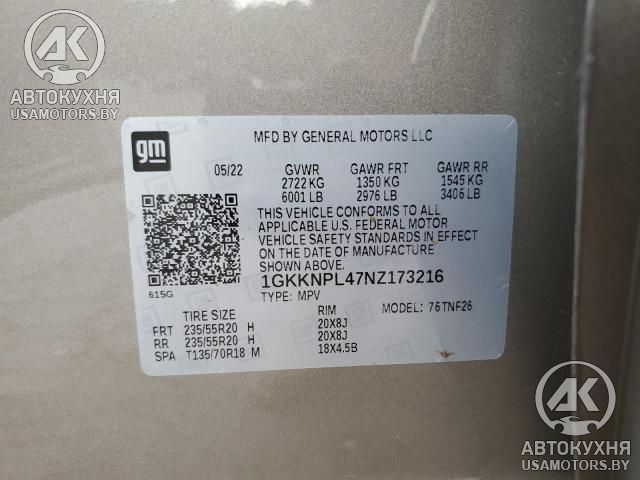 АВТОКУХНЯ
USAMOTORS.BY
АВТОКУХНЯ
USAMOTORS.BY
gm
MFD BY GENERAL MOTORS LLC
05/22 GVWR GAWR FRT GAWR RR
2722 KG 1350 KG 1545 KG
6001 LB 2976 LB 3406 LB
THIS VEHICLE CONFORMS TO ALL
APPLICABLE U.S. FEDERAL MOTOR
VEHICLE SAFETY STANDARDS IN EFFECT
ON THE DATE OF MANUFACTURE
SHOWN ABOVE.
1GKKNPL47NZ173216
615G
TYPE: MPV MODEL: 76TNF26
TIRE SIZE RIM
FRT 235/55R20 H 20X8J
RR 235/55R20 H 20X8J
SPA T135/70R18 M 18X4.5B
АВТОКУХНЯ
USAMOTORS.BY